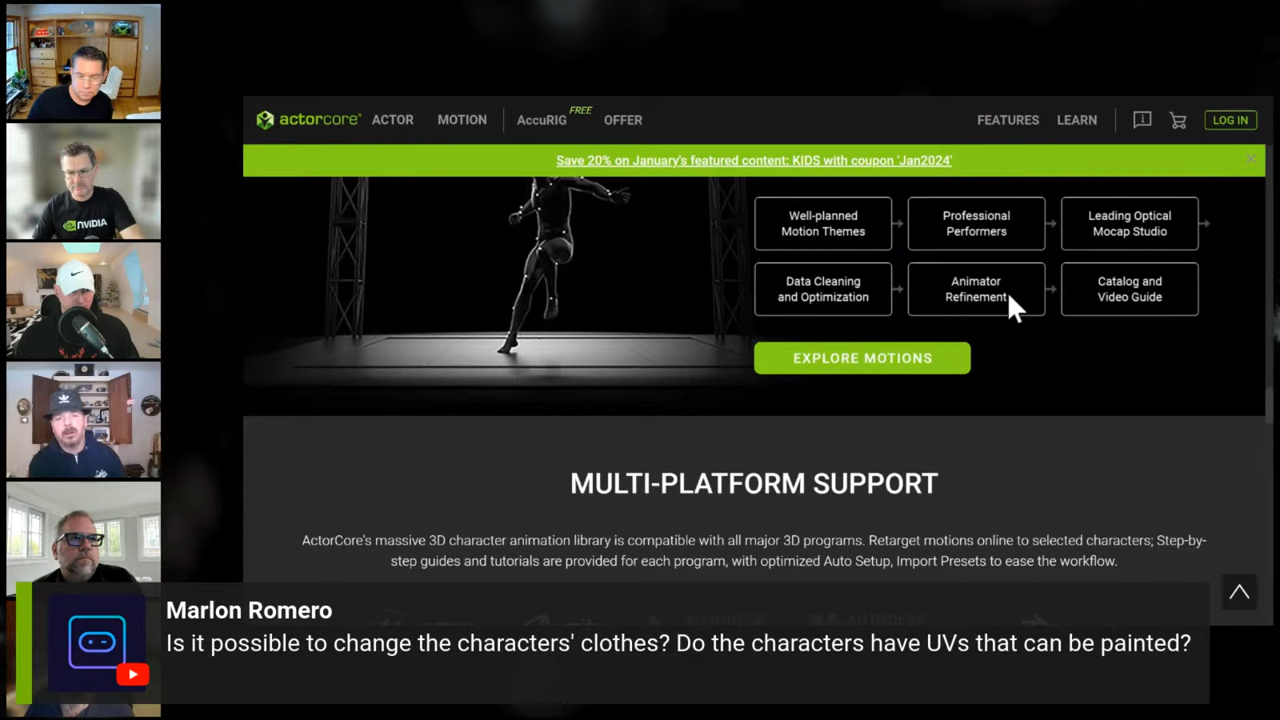 actorcore
ACTOR
MOTION
AccuRIG
FREE
OFFER
FEATURES
LEARN
LOG IN
Save 20% on January's featured content: KIDS with coupon 'Jan2024'
Well-planned
Motion Themes
Professional
Performers
Leading Optical
Mocap Studio
Data Cleaning
and Optimization
Animator
Refinement
Catalog and
Video Guide
EXPLORE MOTIONS
MULTI-PLATFORM SUPPORT
ActorCore's massive 3D character animation library is compatible with all major 3D programs. Retarget motions online to selected characters; Step-by-
step guides and tutorials are provided for each program, with optimized Auto Setup, Import Presets to ease the workflow.
NVIDIA
Marlon Romero
Is it possible to change the characters' clothes? Do the characters have UVs that can be painted?